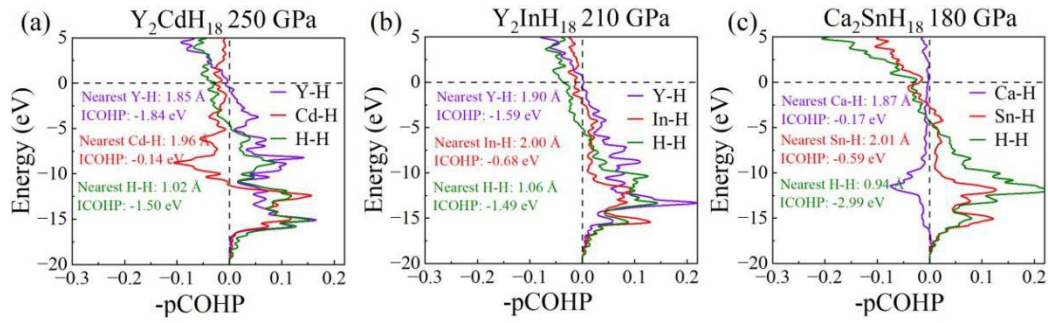 (a) Y₂CdH₁₈ 250 GPa
Energy (eV)
5
0
−5
−10
−15
−20
Nearest Y-H: 1.85 Å
ICOHP: -1.84 eV
Nearest Cd-H: 1.96 Å
ICOHP: -0.14 eV
Nearest H-H: 1.02 Å
ICOHP: -1.50 eV
Y-H
Cd-H
H-H
−0.3 −0.2 −0.1 0.0 0.1 0.2
-pCOHP
(b) Y₂InH₁₈ 210 GPa
Energy (eV)
5
0
−5
−10
−15
−20
Nearest Y-H: 1.90 Å
ICOHP: -1.59 eV
Nearest In-H: 2.00 Å
ICOHP: -0.68 eV
Nearest H-H: 1.06 Å
ICOHP: -1.49 eV
Y-H
In-H
H-H
−0.3 −0.2 −0.1 0.0 0.1 0.2
-pCOHP
(c) Ca₂SnH₁₈ 180 GPa
Energy (eV)
5
0
−5
−10
−15
−20
Nearest Ca-H: 1.87 Å
ICOHP: -0.17 eV
Nearest Sn-H: 2.01 Å
ICOHP: -0.59 eV
Nearest H-H: 0.94 Å
ICOHP: -2.99 eV
Ca-H
Sn-H
H-H
−0.3 −0.2 −0.1 0.0 0.1 0.2
-pCOHP